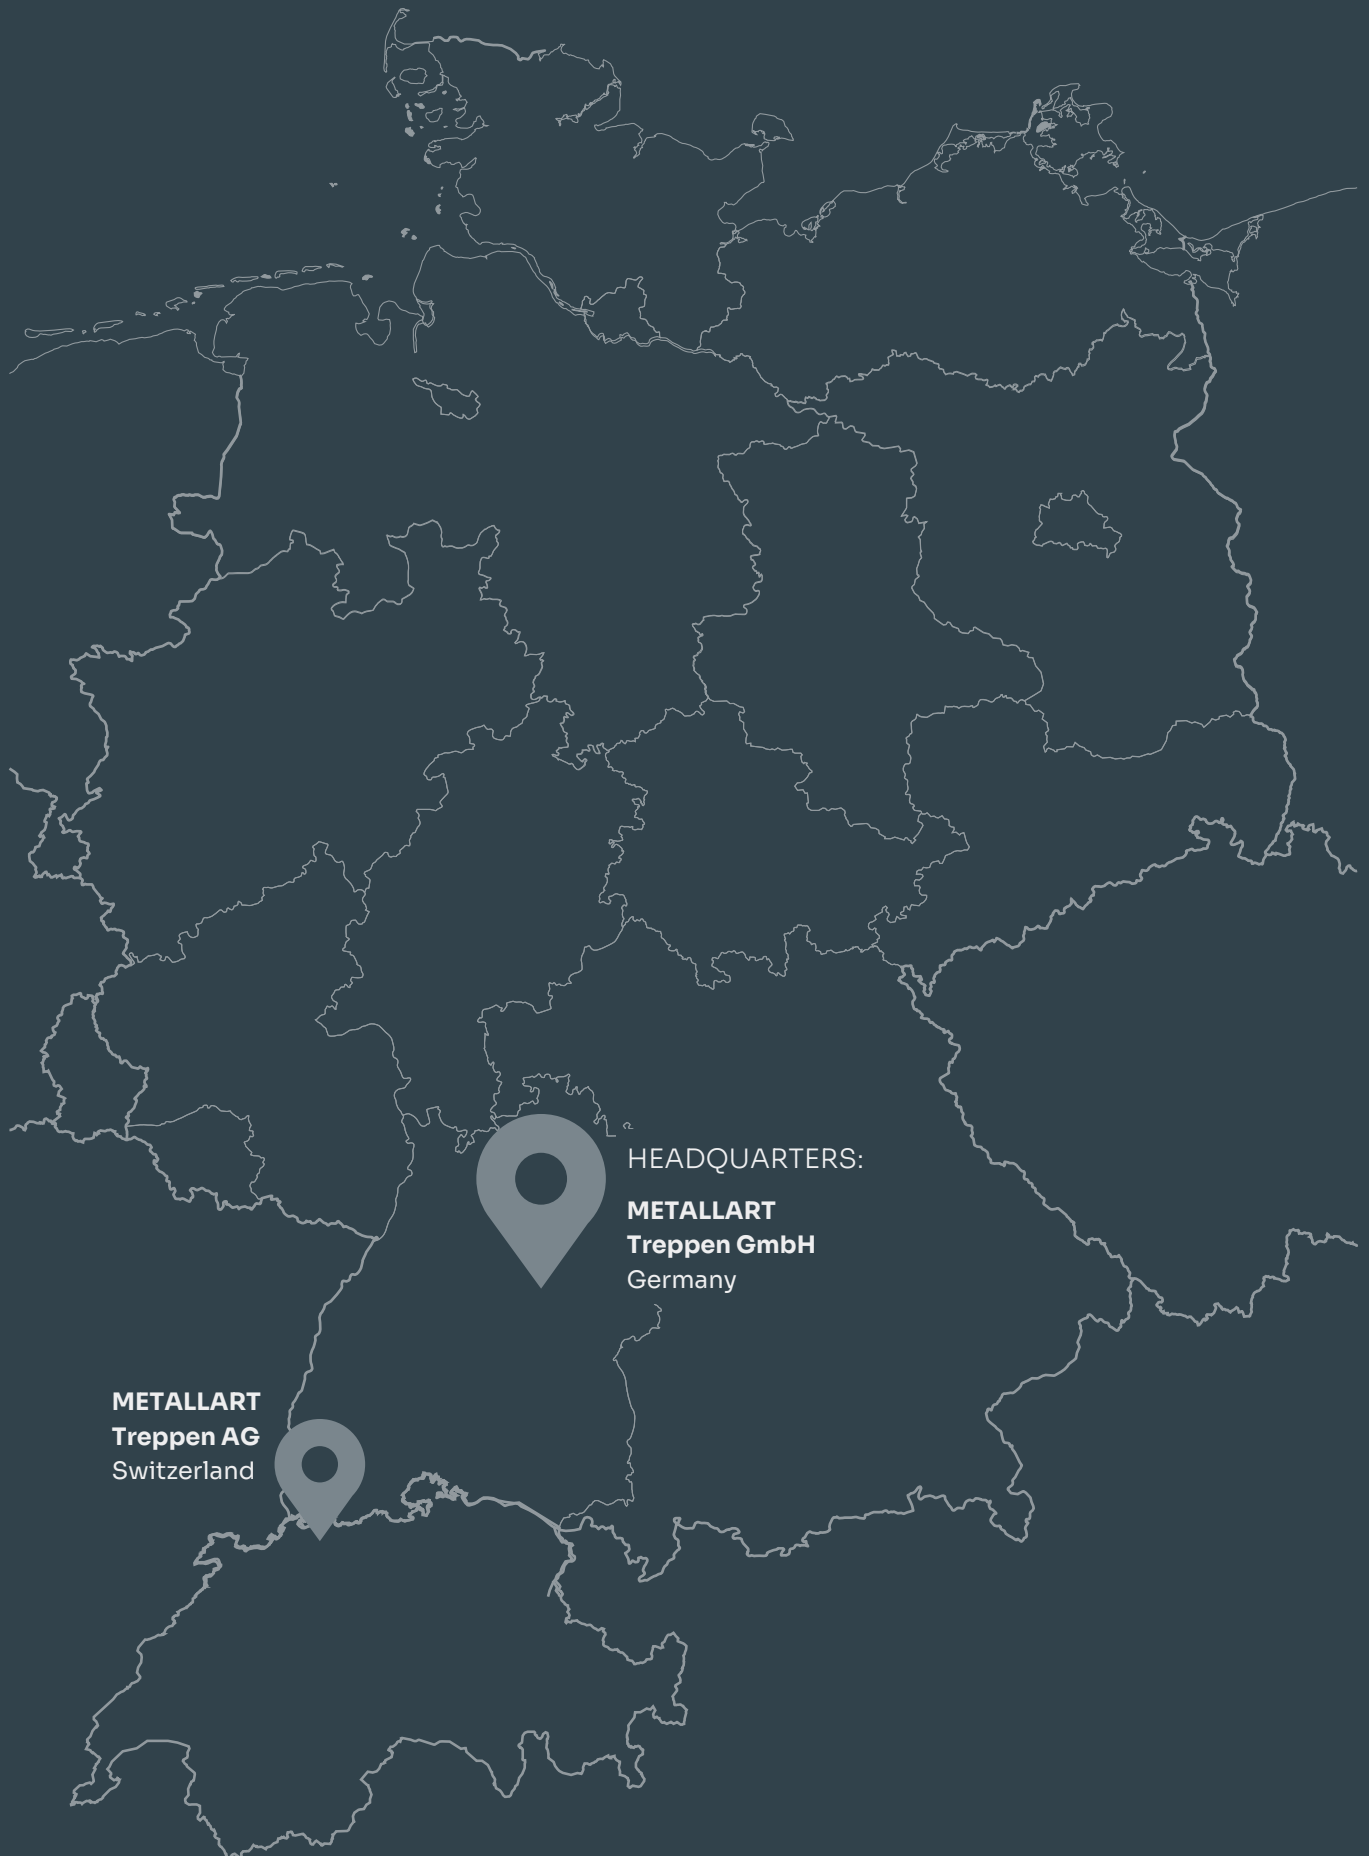 HEADQUARTERS:
METALLART
Treppen GmbH
Germany
METALLART
Treppen AG
Switzerland